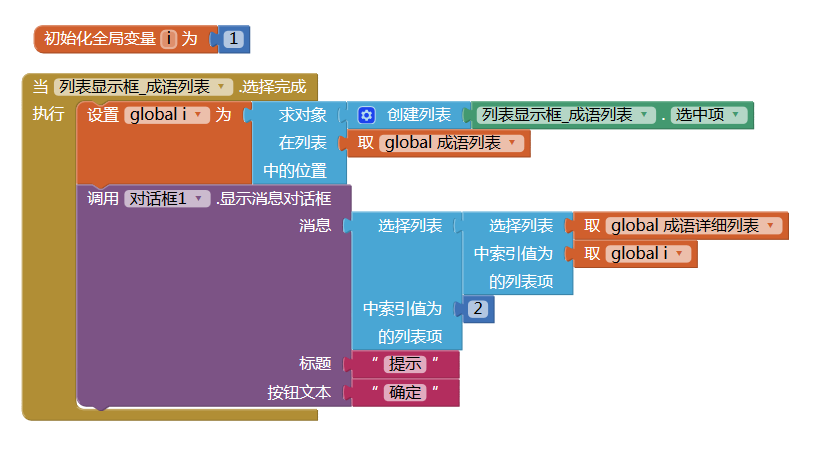 初始化全局变量 i 为 1
当 列表显示框_成语列表 .选择完成
执行 设置 global i 为 求对象 创建列表 列表显示框_成语列表 . 选中项
在列表 取 global 成语列表
中的位置
调用 对话框1 .显示消息对话框
消息 选择列表 选择列表 取 global 成语详细列表
中索引值为 取 global i
的列表项
中索引值为 2
的列表项
标题 “ 提示 ”
按钮文本 “ 确定 ”